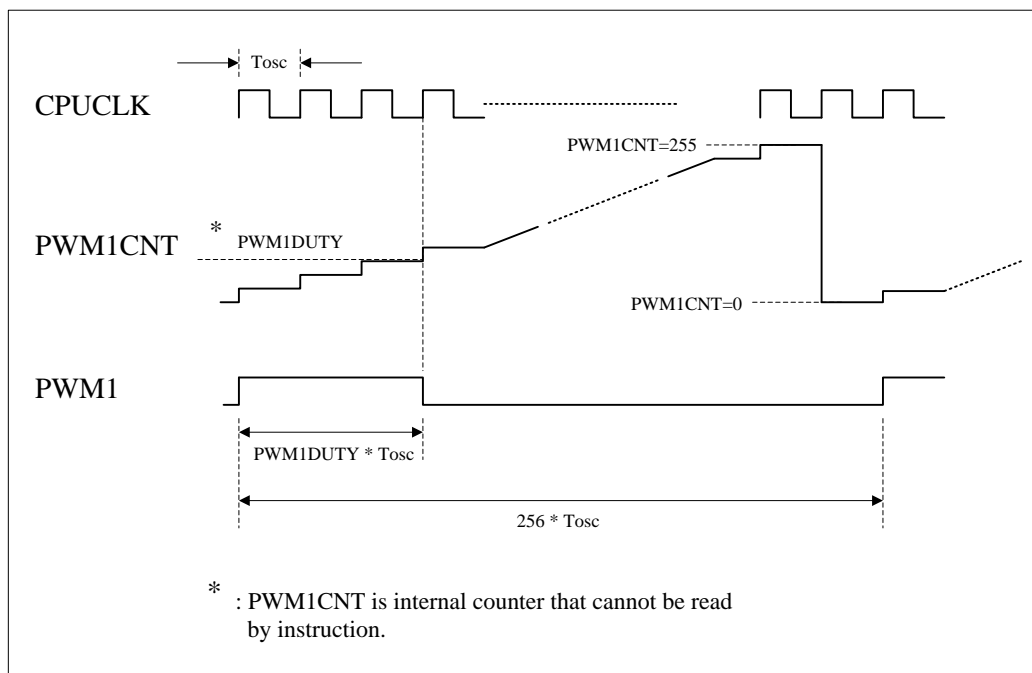 Tosc
CPUCLK
PWM1CNT=255
*
PWM1CNT
PWM1DUTY
PWM1CNT=0
PWM1
PWM1DUTY * Tosc
256 * Tosc
* : PWM1CNT is internal counter that cannot be read
by instruction.